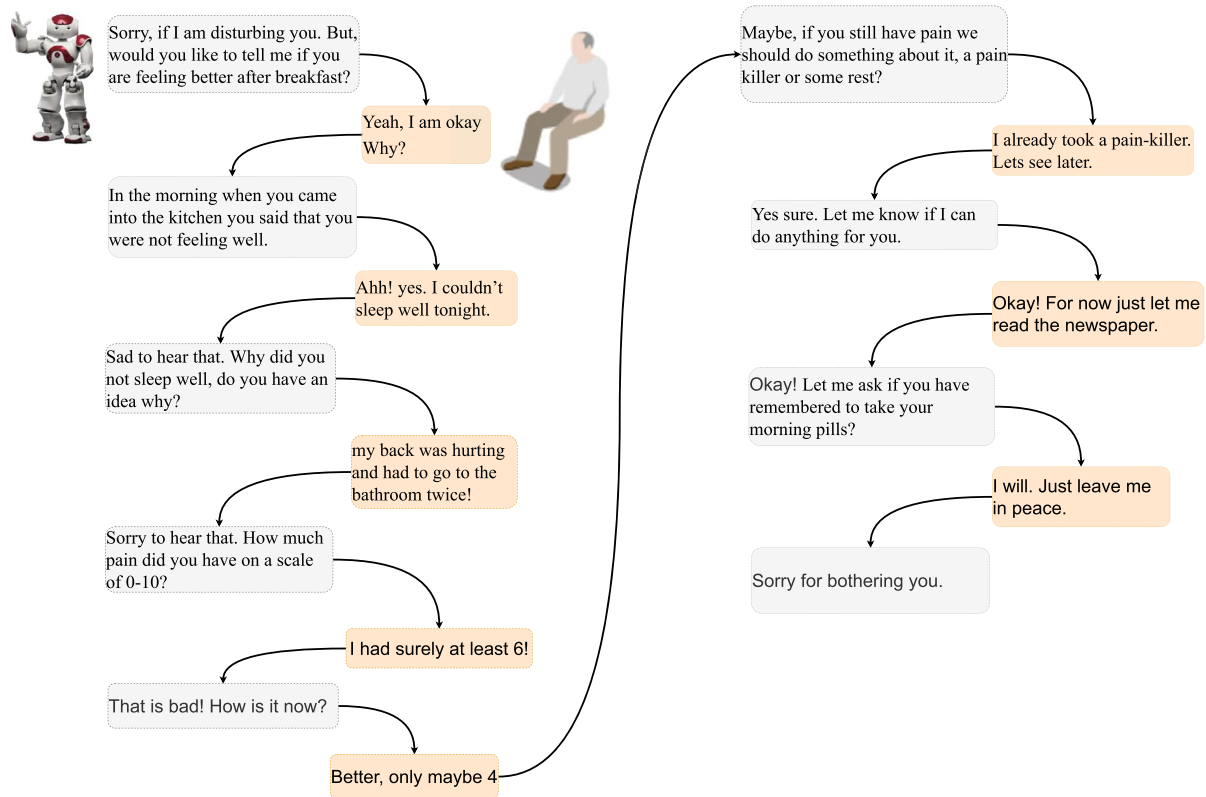 Sorry, if I am disturbing you. But,
would you like to tell me if you
are feeling better after breakfast?
Yeah, I am okay
Why?
In the morning when you came
into the kitchen you said that you
were not feeling well.
Ahh! yes. I couldn't
sleep well tonight.
Sad to hear that. Why did you
not sleep well, do you have an
idea why?
my back was hurting
and had to go to the
bathroom twice!
Sorry to hear that. How much
pain did you have on a scale
of 0-10?
I had surely at least 6!
That is bad! How is it now?
Better, only maybe 4
Maybe, if you still have pain we
should do something about it, a pain
killer or some rest?
I already took a pain-killer.
Lets see later.
Yes sure. Let me know if I can
do anything for you.
Okay! For now just let me
read the newspaper.
Okay! Let me ask if you have
remembered to take your
morning pills?
I will. Just leave me
in peace.
Sorry for bothering you.